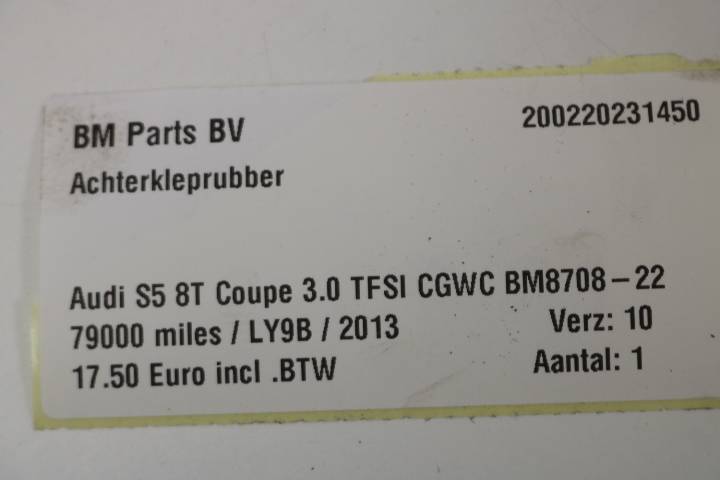 BM Parts BV 200220231450
Achterkleprubber
Audi S5 8T Coupe 3.0 TFSI CGWC BM8708-22
79000 miles / LY9B / 2013 Verz: 10
17.50 Euro incl .BTW Aantal: 1